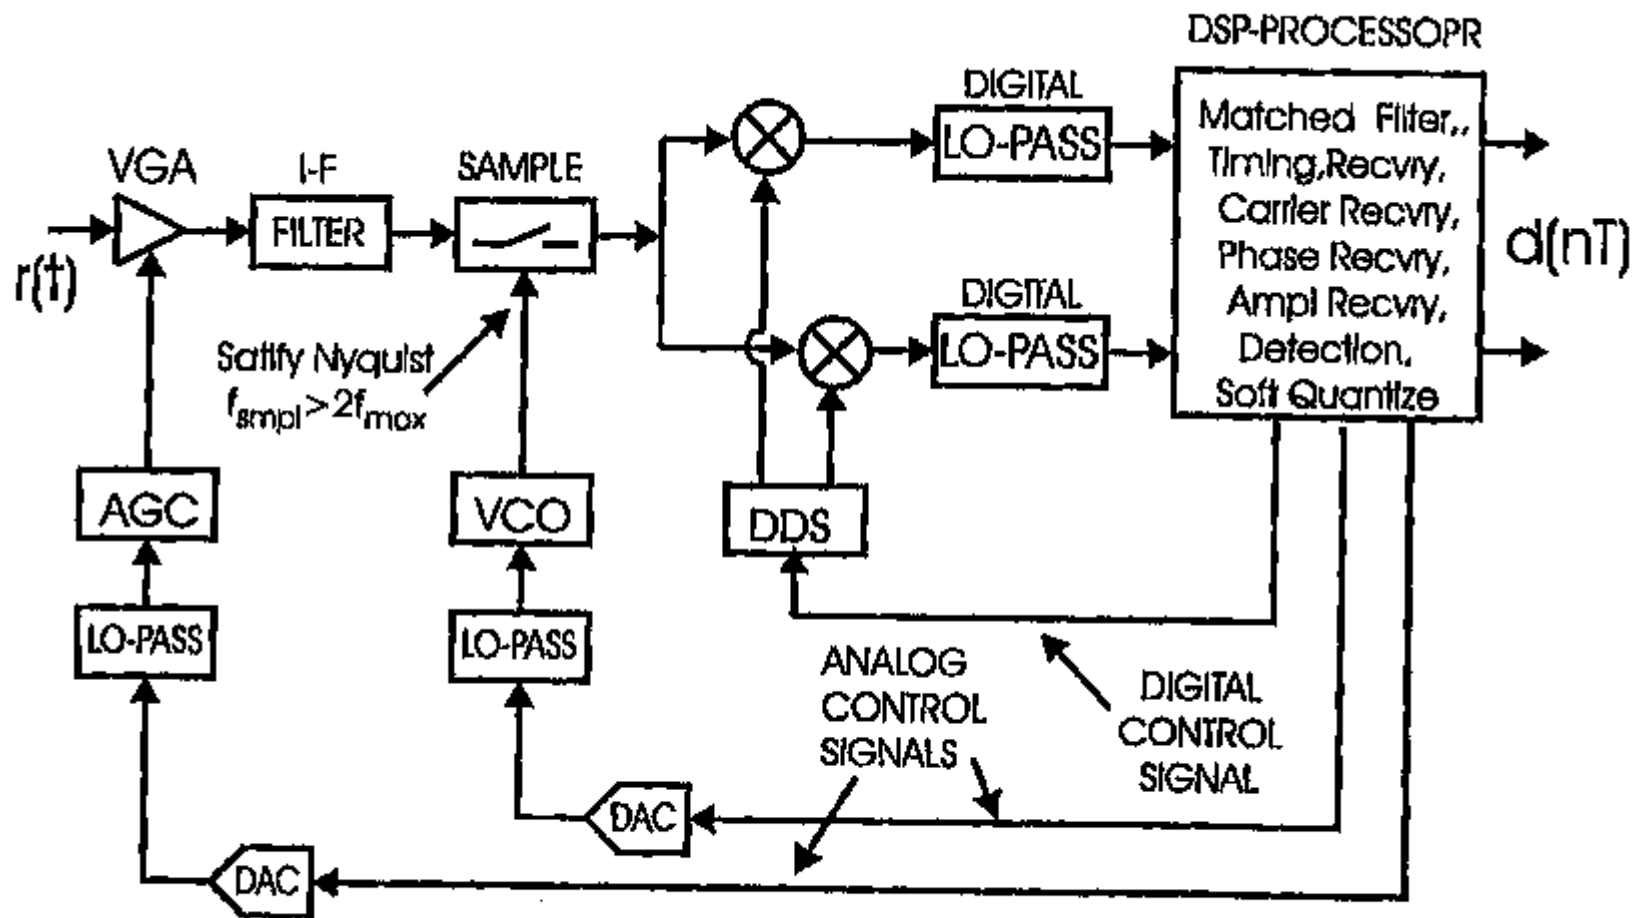 DSP-PROCESSOPR
DIGITAL
LO-PASS
Matched Filter,,
Timing,Recvry,
Carrier Recvry,
Phase Recvry,
Ampl Recvry,
Detection,
Soft Quantize
VGA
I-F
FILTER
SAMPLE
r(t)
d(nT)
DIGITAL
LO-PASS
Satify Nyquist
f_smpl>2f_max
AGC
VCO
DDS
LO-PASS
LO-PASS
ANALOG
CONTROL
SIGNALS
DIGITAL
CONTROL
SIGNAL
DAC
DAC